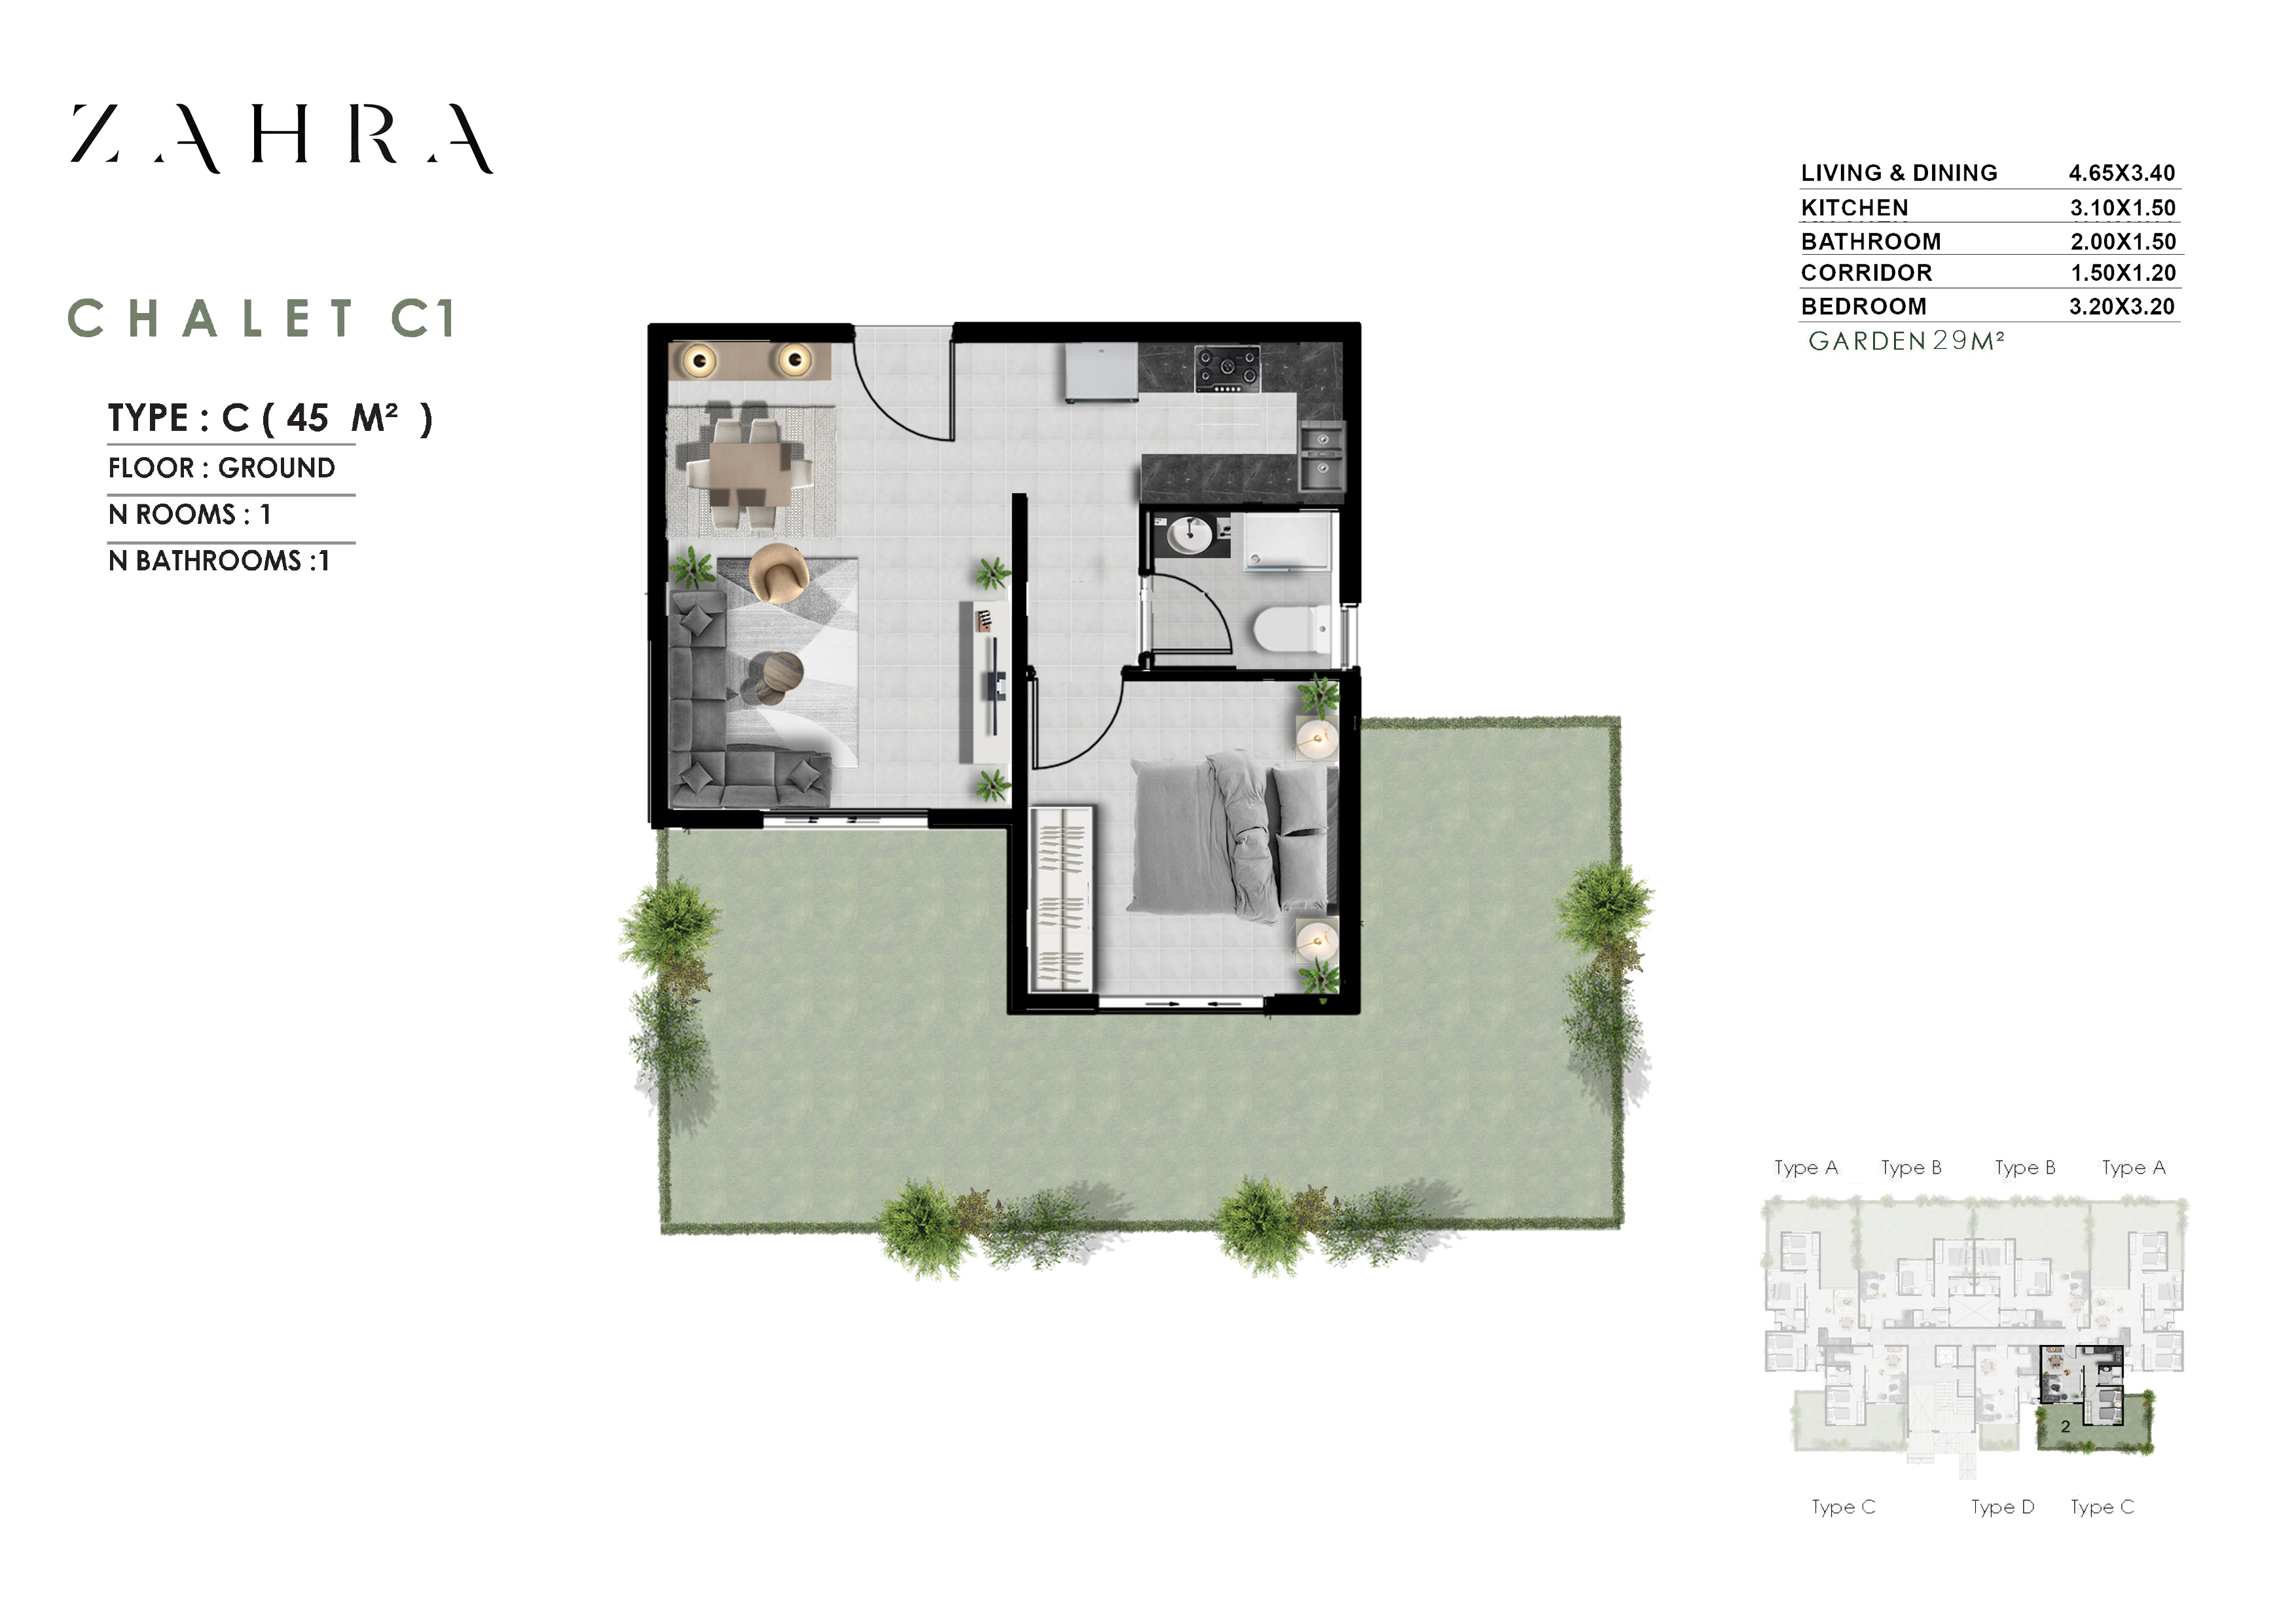 ZAHRA
CHALET C1
TYPE : C ( 45 M² )
FLOOR : GROUND
N ROOMS : 1
N BATHROOMS :1
LIVING & DINING 4.65X3.40
KITCHEN 3.10X1.50
BATHROOM 2.00X1.50
CORRIDOR 1.50X1.20
BEDROOM 3.20X3.20
GARDEN 29M²
Type A Type B Type B Type A
2
Type C Type D Type C